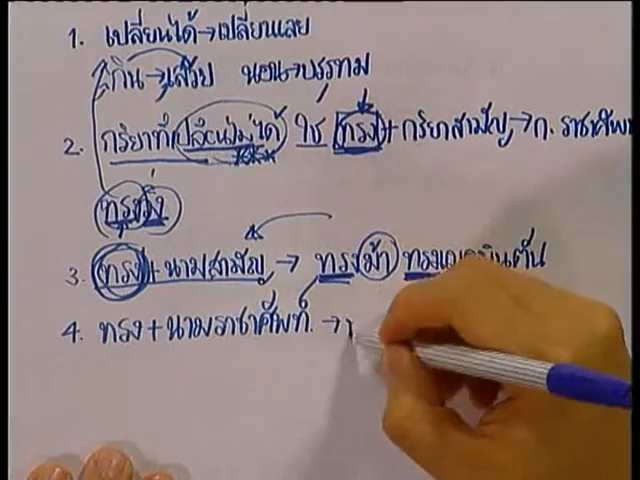 1. เปลี่ยนได้→เปลี่ยนเลย
กิน→เสวย นอน→บรรทม
2. กริยาที่เปลี่ยนไม่ได้ ใช้ ทรง+กริยาสามัญ→ก. ราชาศัพท
ทรงวิ่ง
3. ทรง+นามสามัญ → ทรงม้า
4. ทรง+นามราชาศัพท์ →